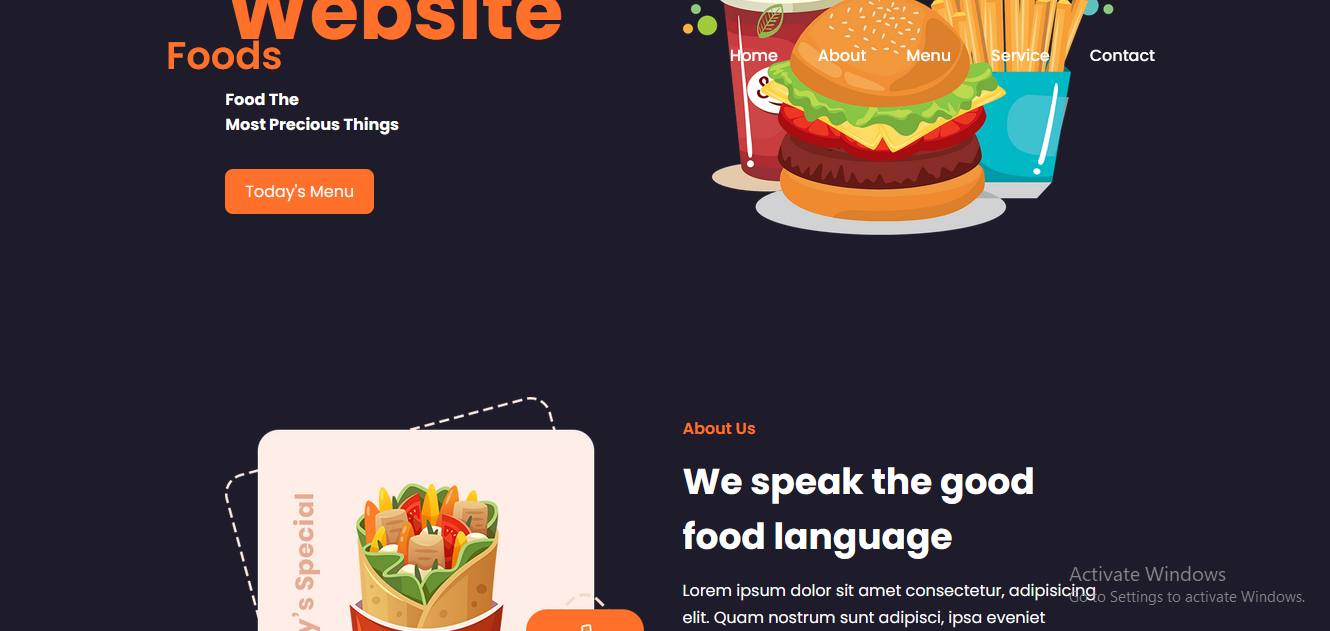 Website
Foods
Home About Menu Service Contact
Food The
Most Precious Things
Today's Menu
About Us
We speak the good
food language
Lorem ipsum dolor sit amet consectetur, adipisicing
elit. Quam nostrum sunt adipisci, ipsa eveniet
y's Special
Activate Windows
Go to Settings to activate Windows.